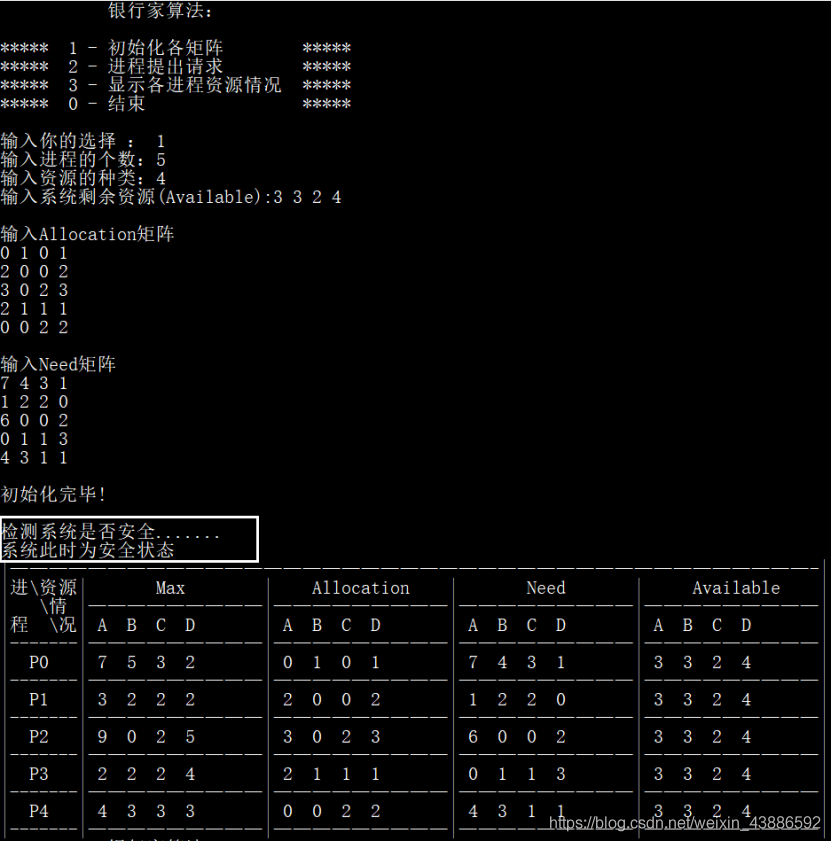 银行家算法：
***** 1 - 初始化各矩阵 *****
***** 2 - 进程提出请求 *****
***** 3 - 显示各进程资源情况 *****
***** 0 - 结束 *****
输入你的选择 ： 1
输入进程的个数：5
输入资源的种类：4
输入系统剩余资源(Available):3 3 2 4
输入Allocation矩阵
0 1 0 1
2 0 0 2
3 0 2 3
2 1 1 1
0 0 2 2
输入Need矩阵
7 4 3 1
1 2 2 0
6 0 0 2
0 1 1 3
4 3 1 1
初始化完毕!
检测系统是否安全.......
系统此时为安全状态
进\资源 Max Allocation Need Available
\情
程 \况 A B C D A B C D A B C D A B C D
P0 7 5 3 2 0 1 0 1 7 4 3 1 3 3 2 4
P1 3 2 2 2 2 0 0 2 1 2 2 0 3 3 2 4
P2 9 0 2 5 3 0 2 3 6 0 0 2 3 3 2 4
P3 2 2 2 4 2 1 1 1 0 1 1 3 3 3 2 4
P4 4 3 3 3 0 0 2 2 4 3 1 1 3 3 2 4
https://blog.csdn.net/weixin_43886592